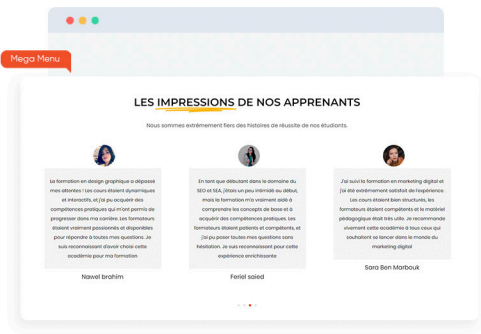 Mega Menu
LES IMPRESSIONS DE NOS APPRENANTS
Nous sommes extrêmement fiers des histoires de réussite de nos étudiants.
La formation en design graphique a dépassé
mes attentes ! Les cours étaient dynamiques
et interactifs, et j'ai pu acquérir des
compétences pratiques qui m'ont permis de
progresser dans ma carrière. Les formateurs
étaient vraiment passionnés et disponibles
pour répondre à toutes mes questions. Je
suis reconnaissant d'avoir choisi cette
académie pour ma formation
Nawel brahim
En tant que débutant dans le domaine du
SEO et SEA, j'étais un peu intimidé au début,
mais la formation m'a vraiment aidé à
comprendre les concepts de base et à
acquérir des compétences pratiques. Les
formateurs étaient patients et compétents, et
j'ai pu poser toutes mes questions sans
hésitation. Je suis reconnaissant pour cette
expérience enrichissante
Feriel saied
J'ai suivi la formation en marketing digital et
j'ai été extrêmement satisfait de l'expérience.
Les cours étaient bien structurés, les
formateurs étaient compétents et le matériel
pédagogique était très utile. Je recommande
vivement cette académie à tous ceux qui
souhaitent se lancer dans le monde du
marketing digital
Sara Ben Marbouk